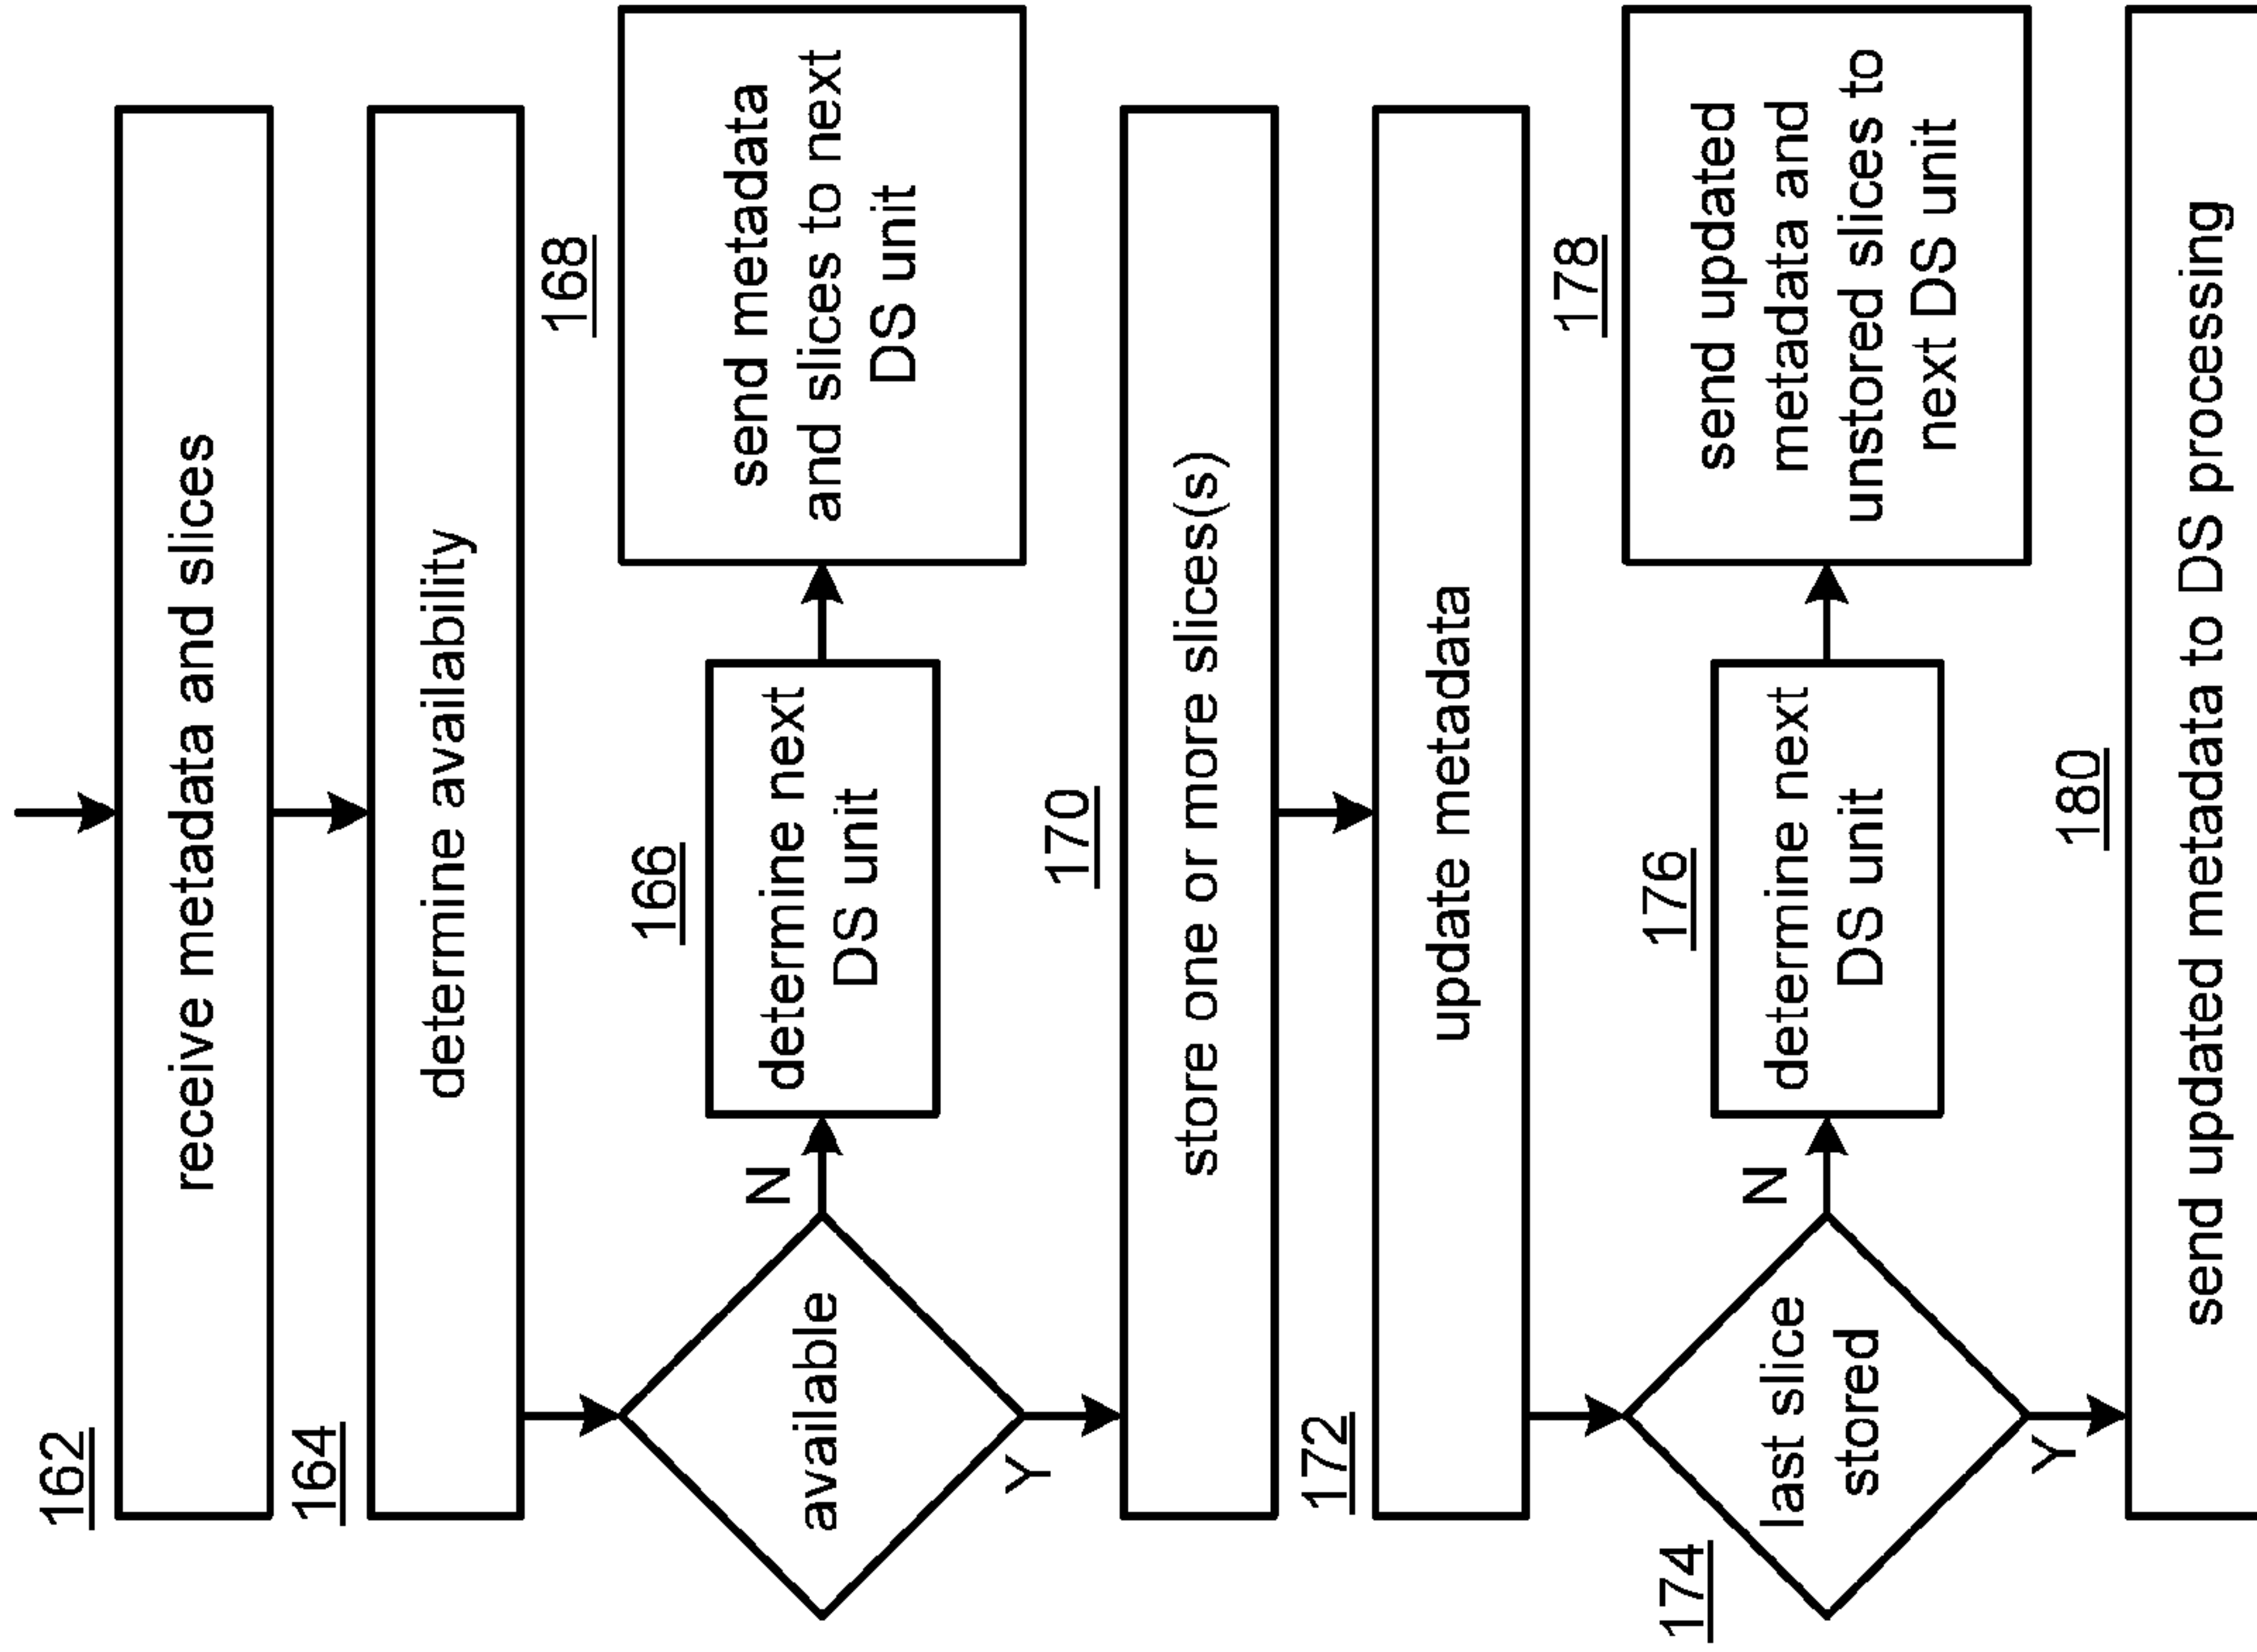 162
receive metadata and slices
164
determine availability
available
N
Y
166
determine next
DS unit
168
send metadata
and slices to next
DS unit
170
store one or more slices(s)
172
update metadata
174
last slice
stored
N
Y
176
determine next
DS unit
178
send updated
metadata and
unstored slices to
next DS unit
180
send updated metadata to DS processing